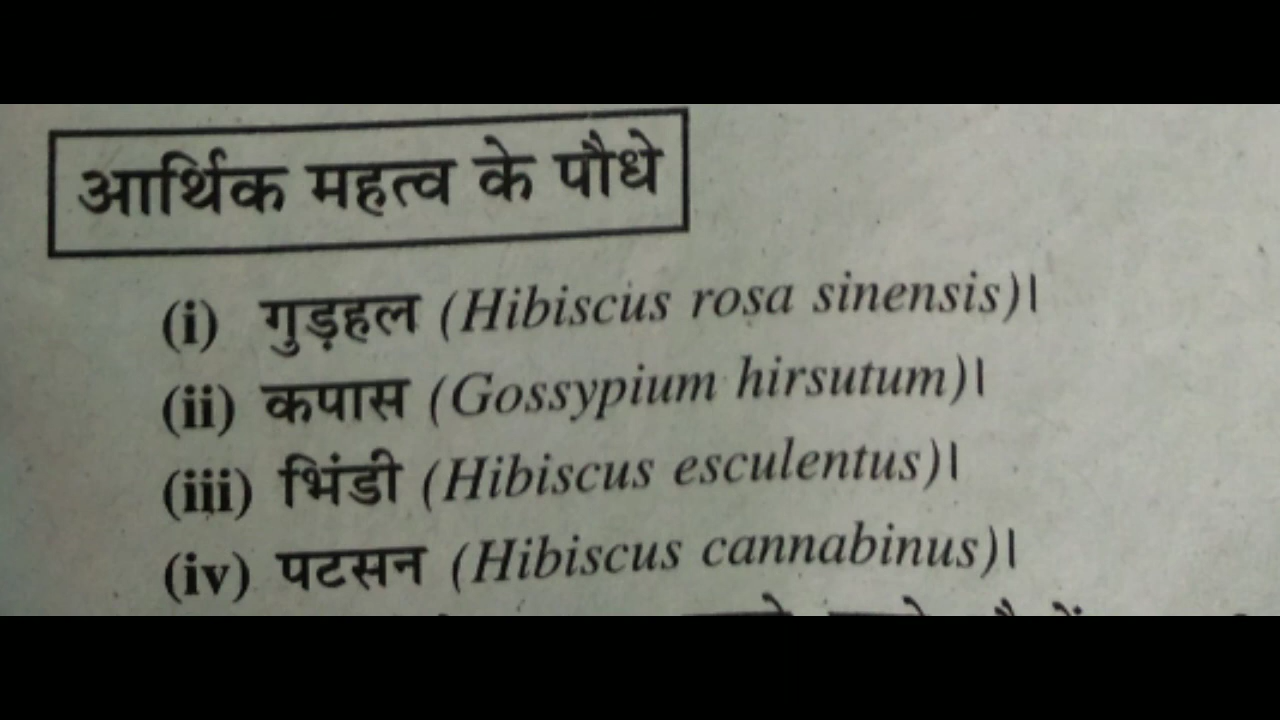 आर्थिक महत्व के पौधे
(i) गुड़हल (Hibiscus rosa sinensis)।
(ii) कपास (Gossypium hirsutum)।
(iii) भिंडी (Hibiscus esculentus)।
(iv) पटसन (Hibiscus cannabinus)।